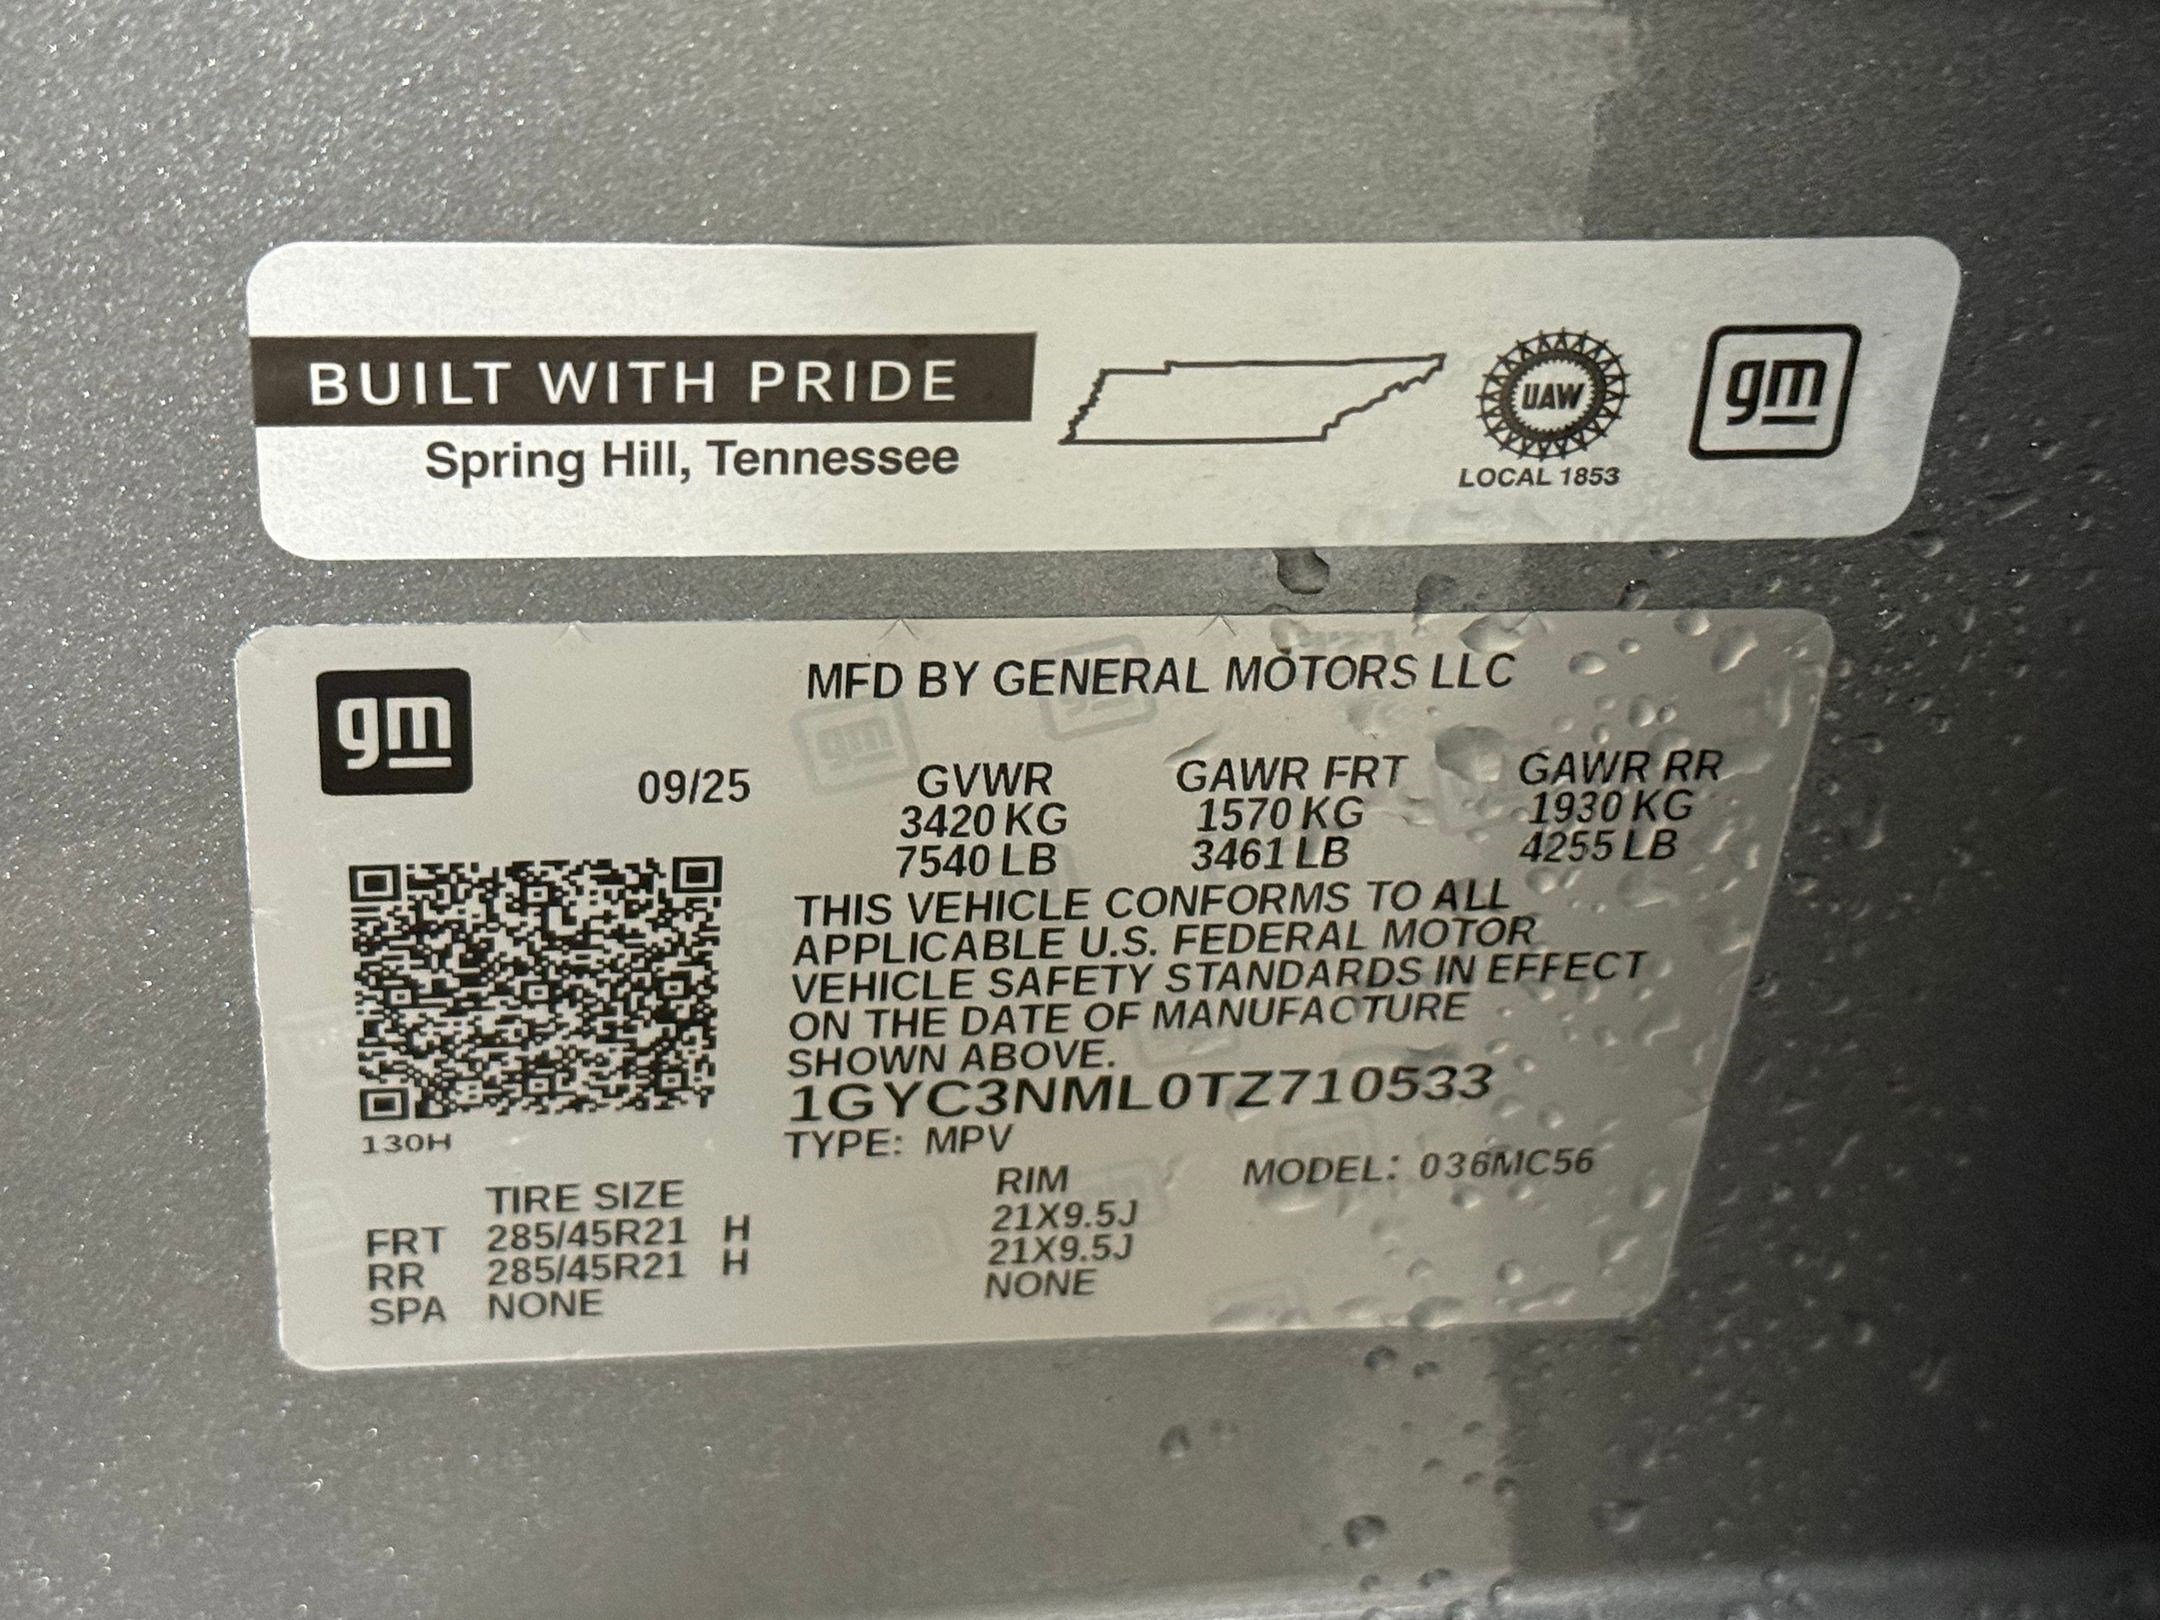 BUILT WITH PRIDE
Spring Hill, Tennessee
UAW
LOCAL 1853
gm
gm
MFD BY GENERAL MOTORS LLC
09/25 GVWR GAWR FRT GAWR RR
3420 KG 1570 KG 1930 KG
7540 LB 3461 LB 4255 LB
THIS VEHICLE CONFORMS TO ALL
APPLICABLE U.S. FEDERAL MOTOR
VEHICLE SAFETY STANDARDS IN EFFECT
ON THE DATE OF MANUFACTURE
SHOWN ABOVE.
1GYC3NML0TZ710533
130H
TYPE: MPV
MODEL: 036MC56
TIRE SIZE RIM
FRT 285/45R21 H 21X9.5J
RR 285/45R21 H 21X9.5J
SPA NONE NONE